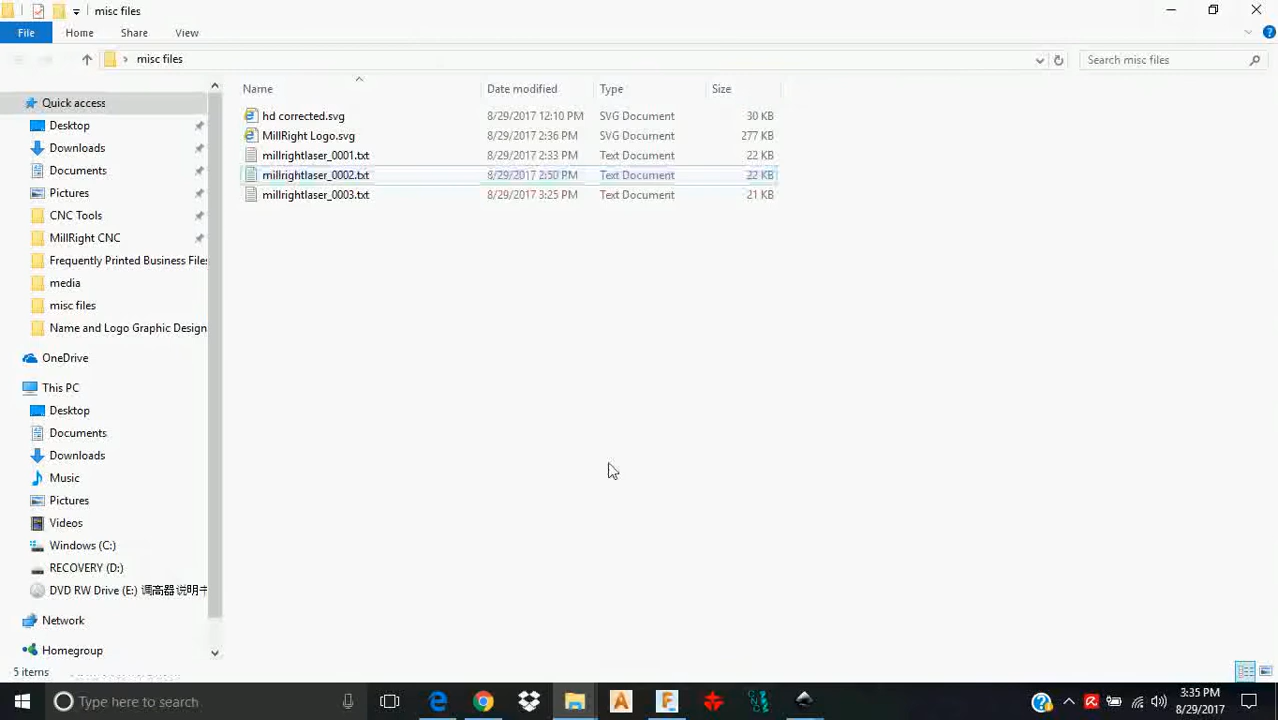 misc files
File Home Share View
misc files Search misc files
Name Date modified Type Size
hd corrected.svg 8/29/2017 12:10 PM SVG Document 30 KB
MillRight Logo.svg 8/29/2017 2:36 PM SVG Document 277 KB
millrightlaser_0001.txt 8/29/2017 2:33 PM Text Document 22 KB
millrightlaser_0002.txt 8/29/2017 2:50 PM Text Document 22 KB
millrightlaser_0003.txt 8/29/2017 3:25 PM Text Document 21 KB
Quick access
Desktop
Downloads
Documents
Pictures
CNC Tools
MillRight CNC
Frequently Printed Business Files
media
misc files
Name and Logo Graphic Design
OneDrive
This PC
Desktop
Documents
Downloads
Music
Pictures
Videos
Windows (C:)
RECOVERY (D:)
DVD RW Drive (E:) 调高器说明书
Network
Homegroup
5 items
Type here to search
3:35 PM
8/29/2017